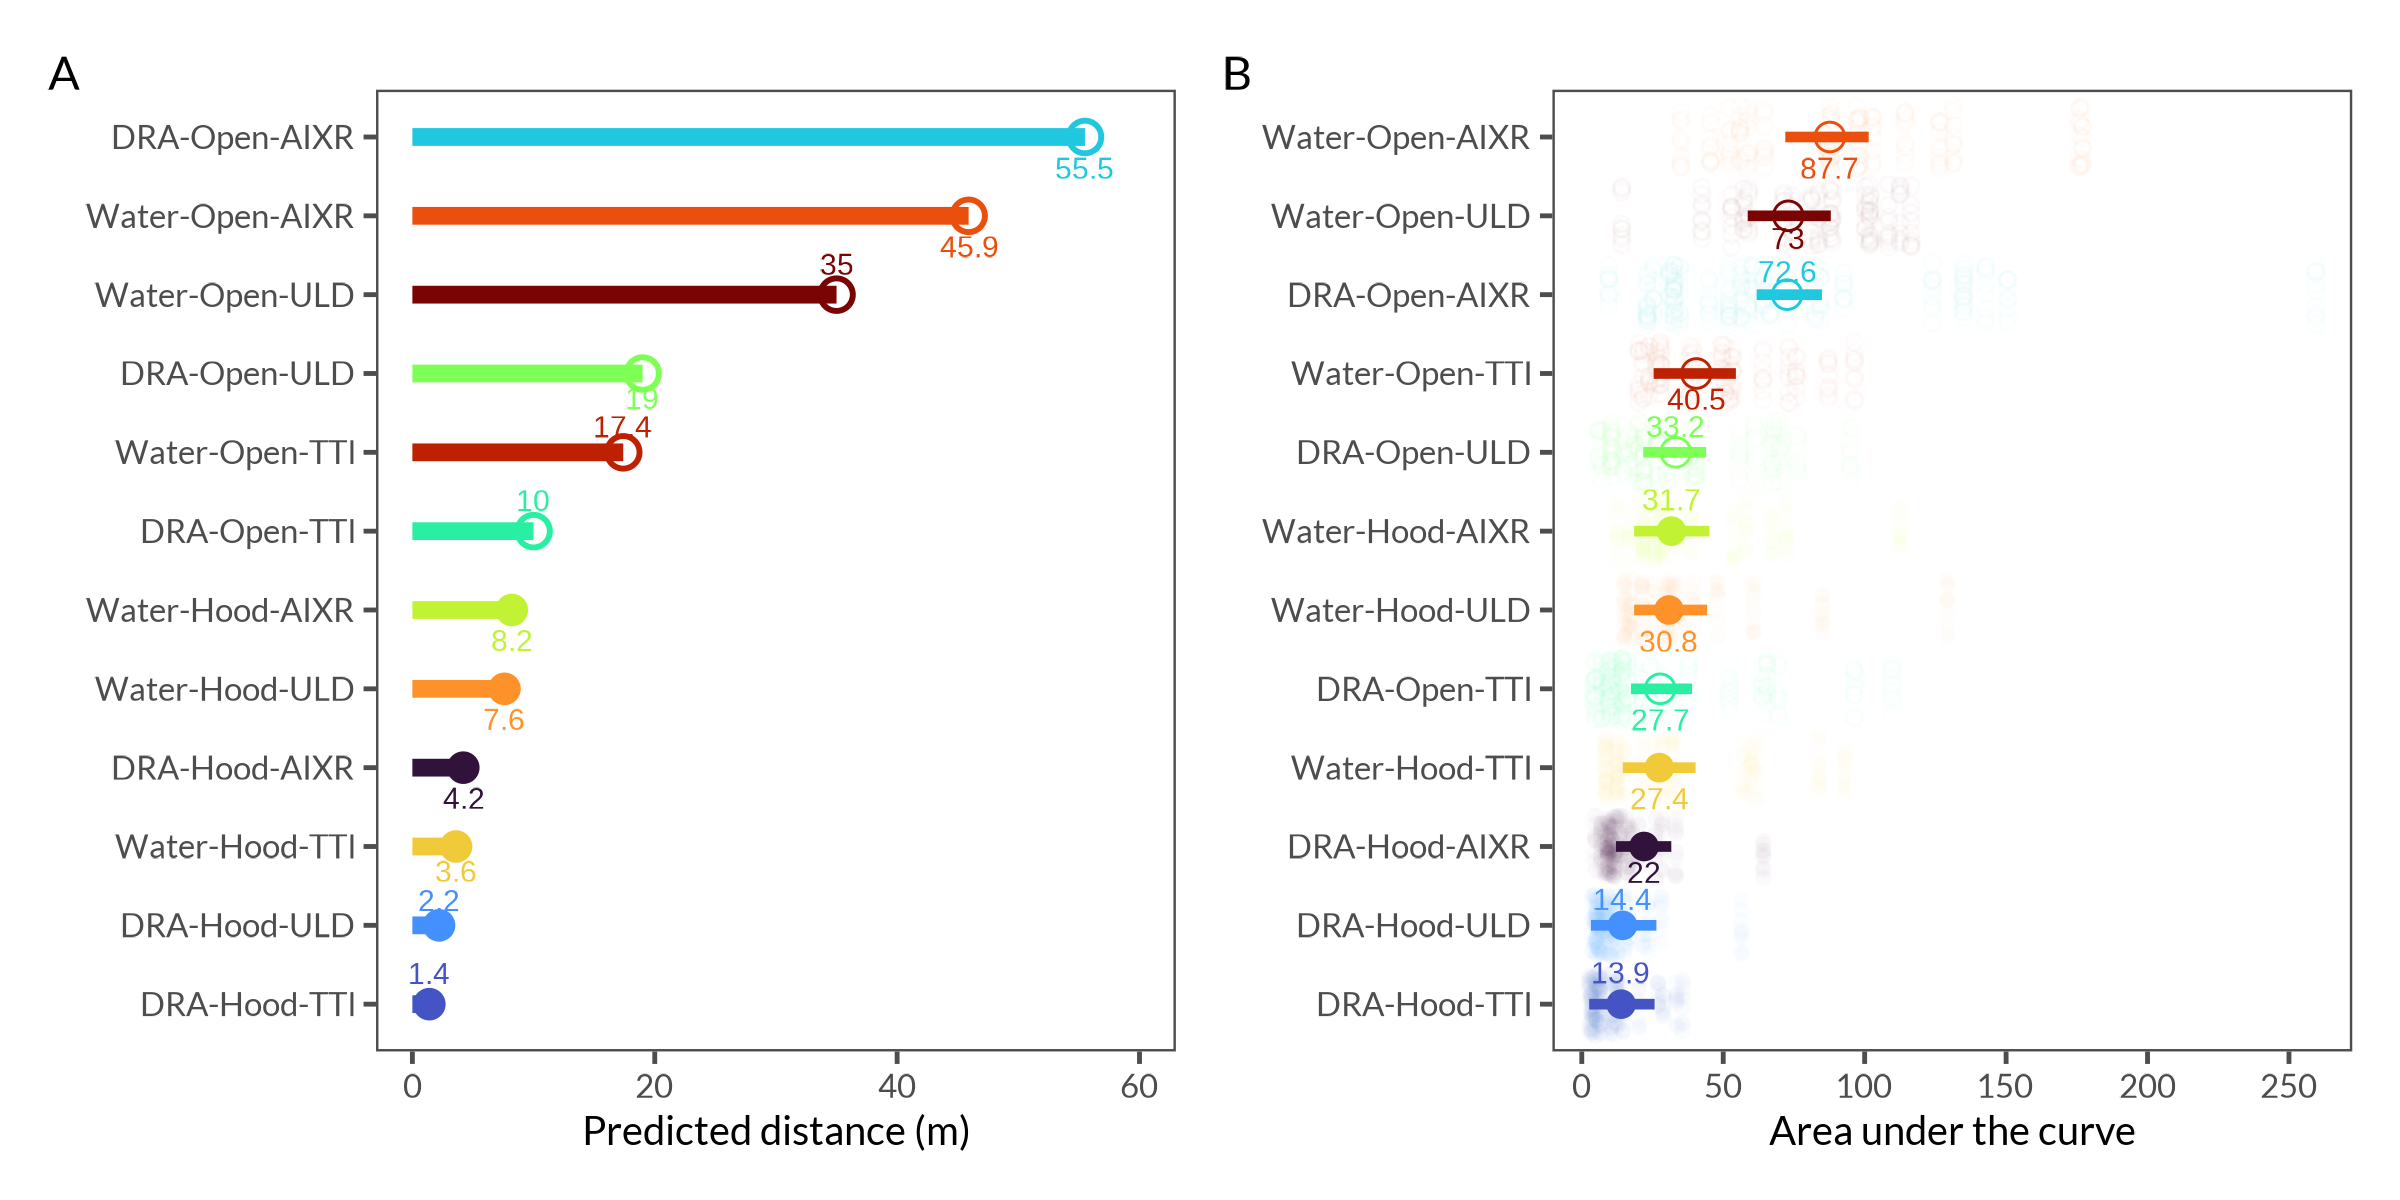 A
DRA-Open-AIXR
55.5
Water-Open-AIXR
45.9
35
Water-Open-ULD
DRA-Open-ULD
19
17.4
Water-Open-TTI
10
DRA-Open-TTI
Water-Hood-AIXR
8.2
Water-Hood-ULD
7.6
DRA-Hood-AIXR
4.2
Water-Hood-TTI
3.6
2.2
DRA-Hood-ULD
1.4
DRA-Hood-TTI
0 20 40 60
Predicted distance (m)
B
Water-Open-AIXR
87.7
Water-Open-ULD
73
72.6
DRA-Open-AIXR
Water-Open-TTI
40.5
33.2
DRA-Open-ULD
31.7
Water-Hood-AIXR
Water-Hood-ULD
30.8
DRA-Open-TTI
27.7
Water-Hood-TTI
27.4
DRA-Hood-AIXR
22
14.4
DRA-Hood-ULD
13.9
DRA-Hood-TTI
0 50 100 150 200 250
Area under the curve